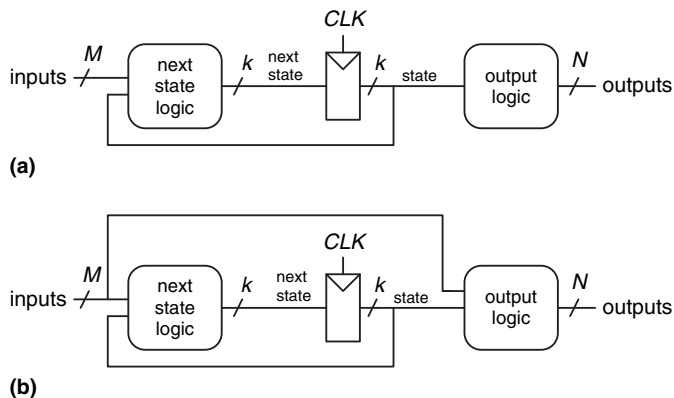 CLK
M
inputs
next
state
logic
k
next
state
k
state
output
logic
N
outputs
(a)
CLK
M
inputs
next
state
logic
k
next
state
k
state
output
logic
N
outputs
(b)